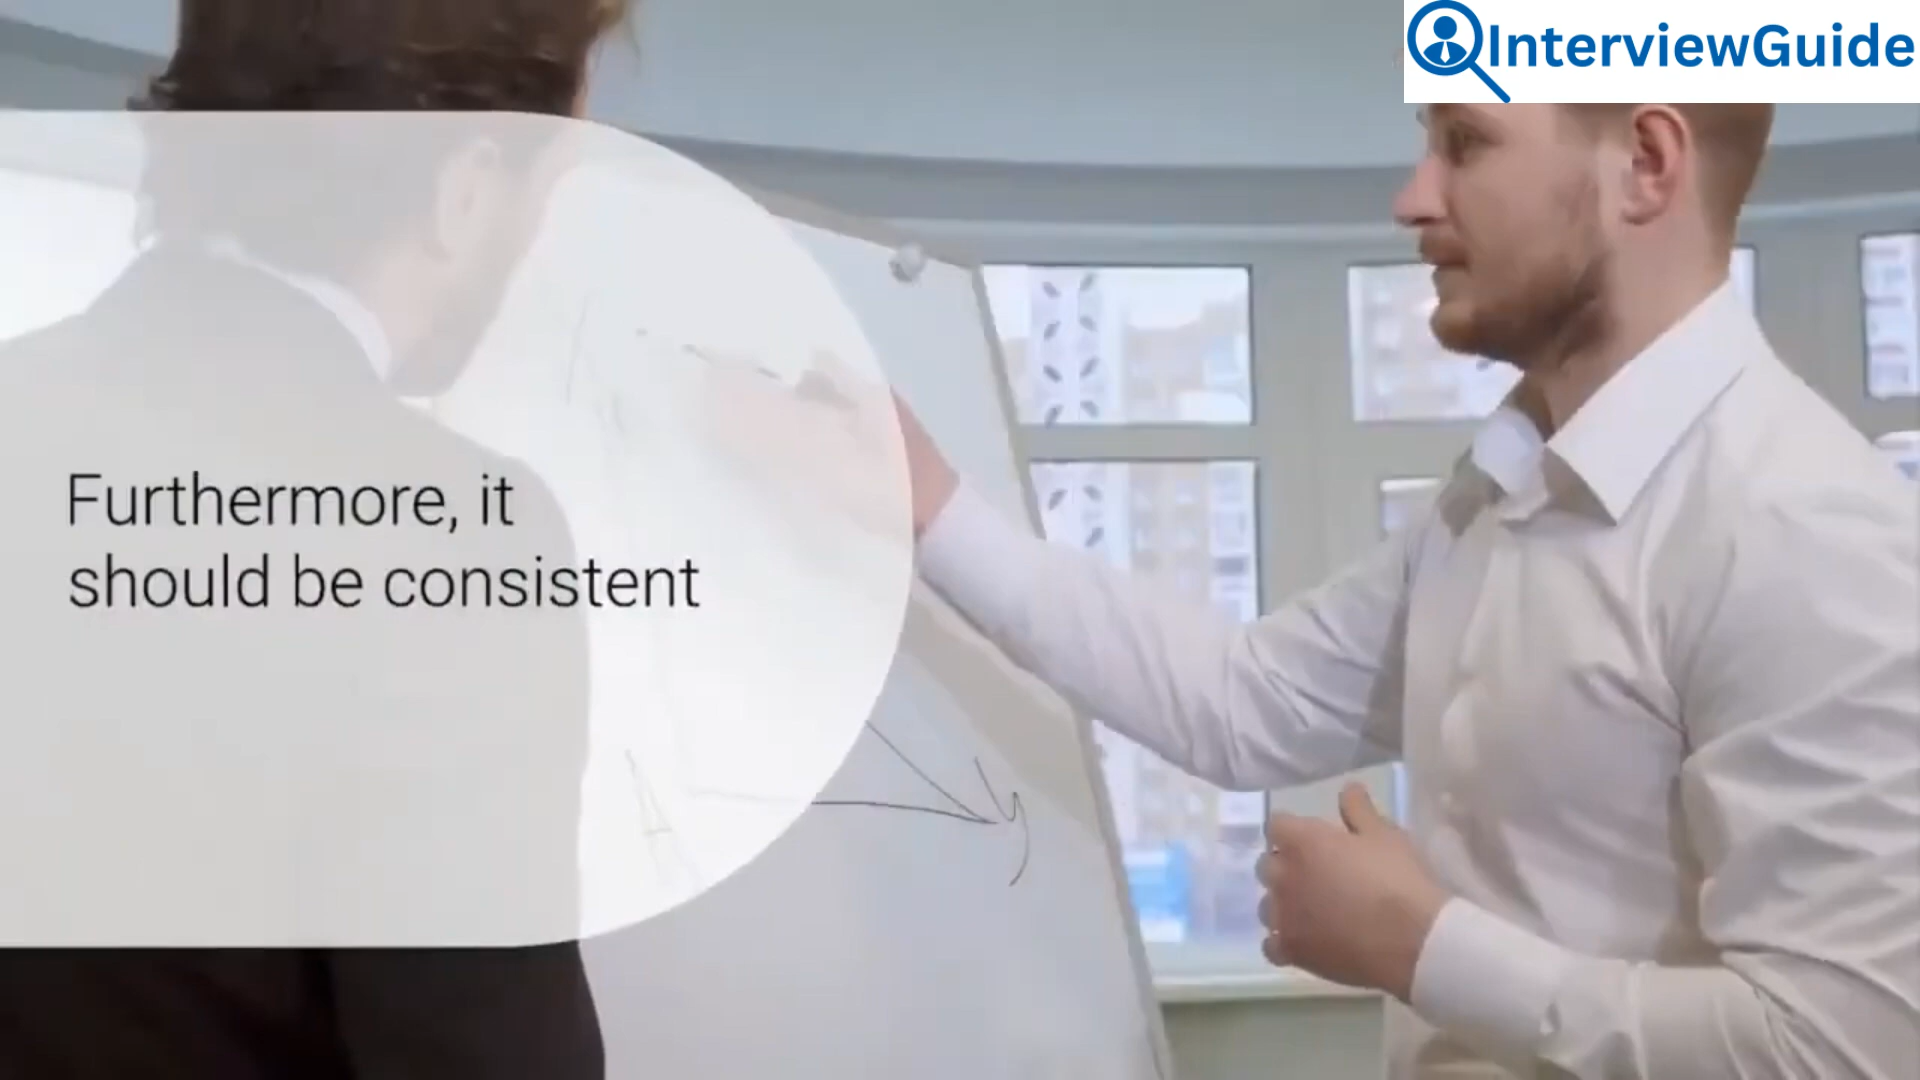 InterviewGuide
Furthermore, it
should be consistent